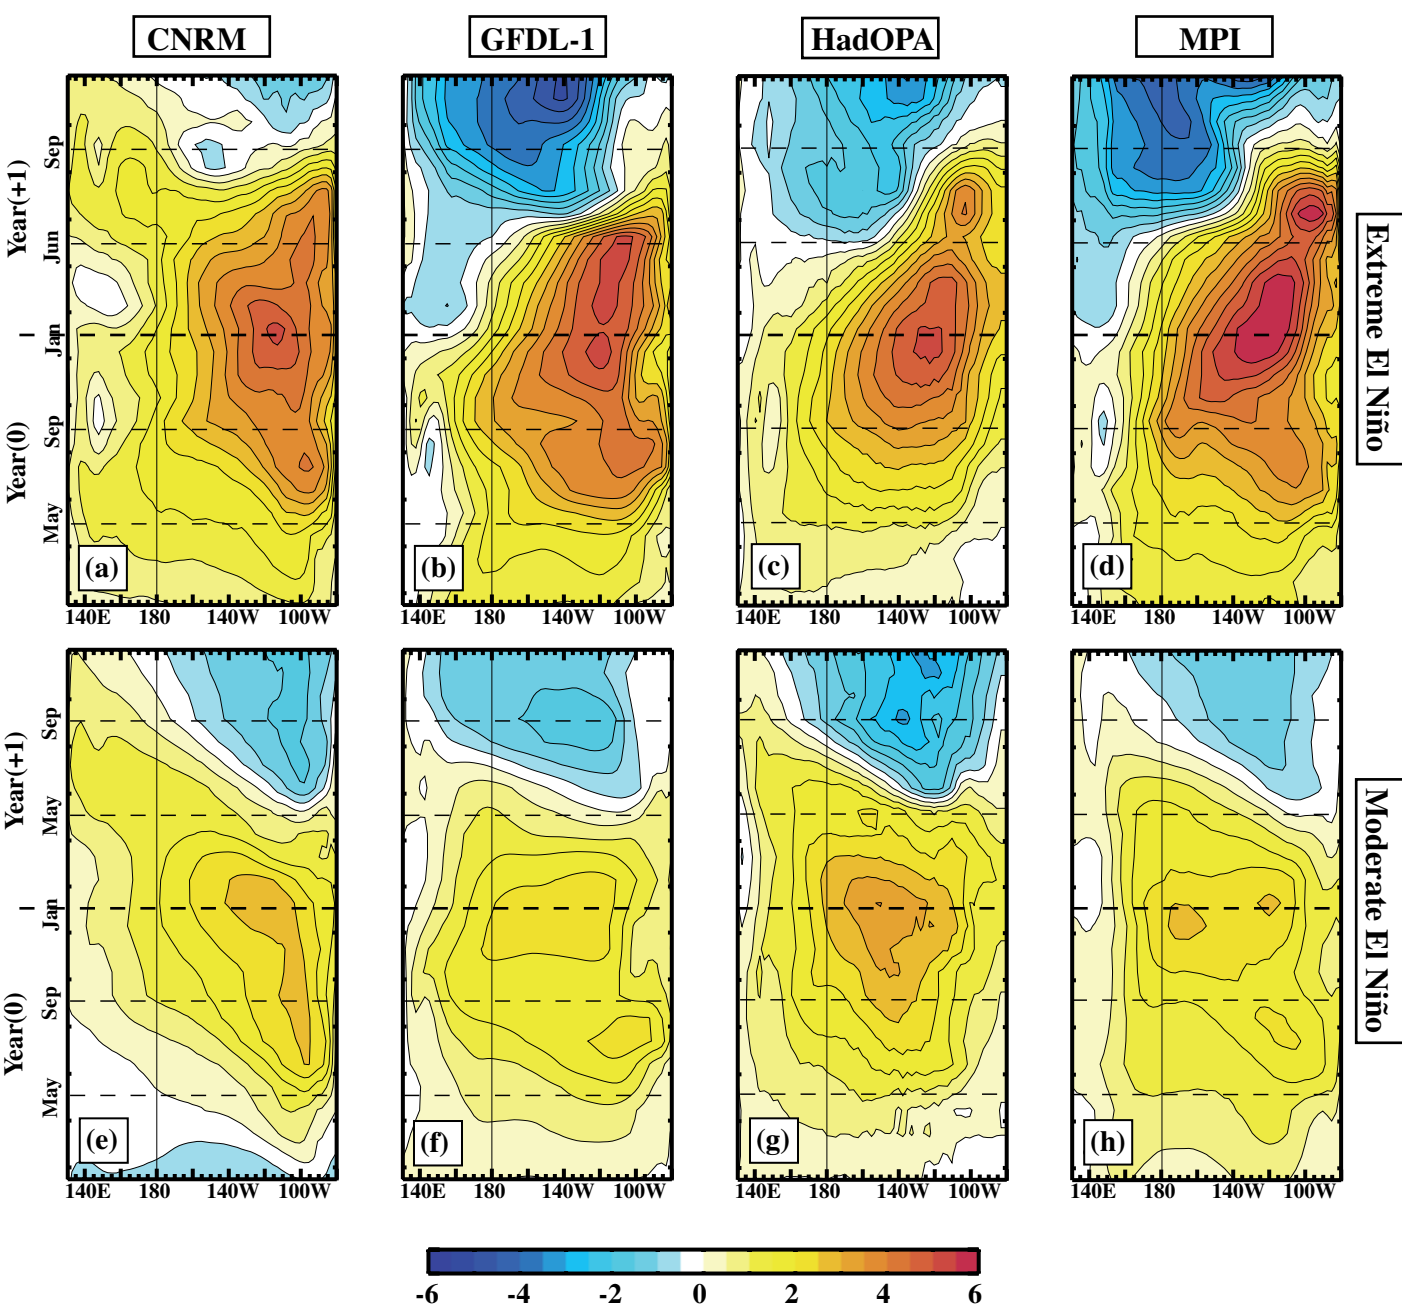 CNRM GFDL-1 HadOPA MPI
Year(+1) Sep
Jun
Jan
Year(0) Sep
May
(a) (b) (c) (d)
Extreme El Niño
140E 180 140W 100W 140E 180 140W 100W 140E 180 140W 100W 140E 180 140W 100W
Year(+1) Sep
May
Jan
Year(0) Sep
May
(e) (f) (g) (h)
Moderate El Niño
140E 180 140W 100W 140E 180 140W 100W 140E 180 140W 100W 140E 180 140W 100W
-6 -4 -2 0 2 4 6